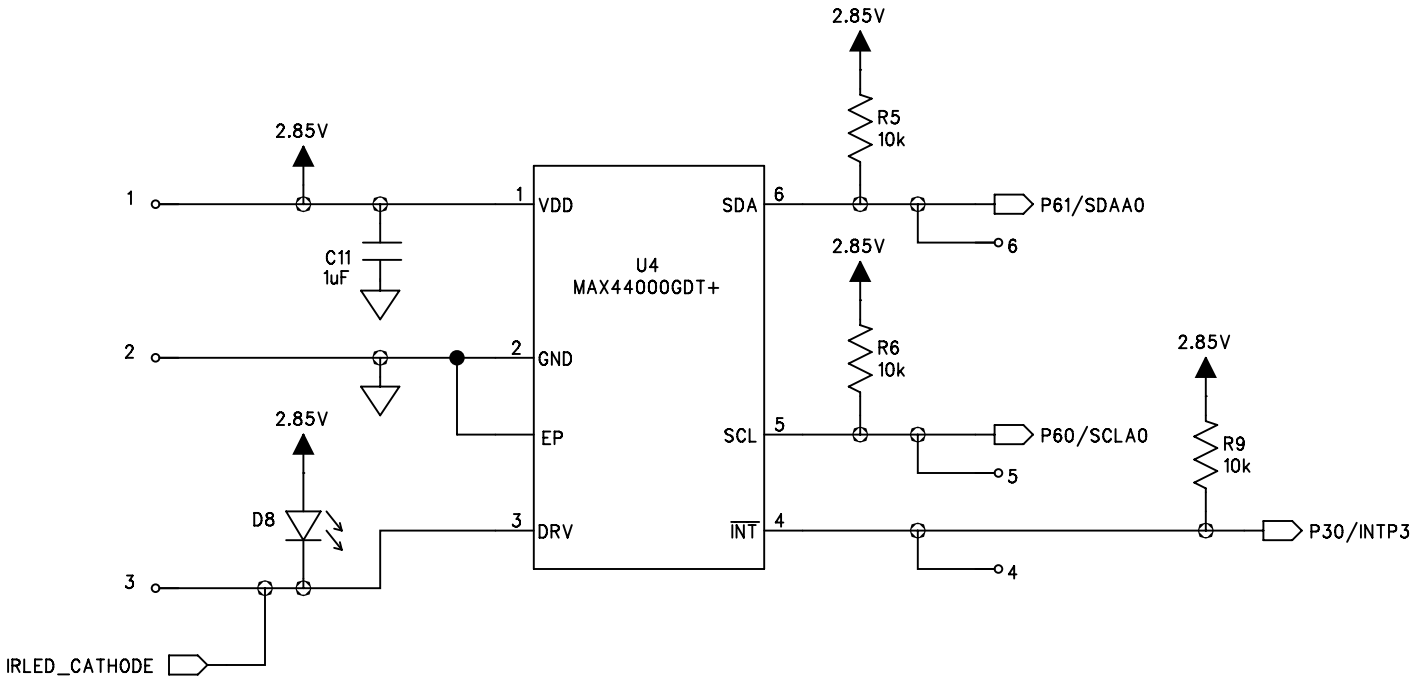 2.85V
R5
10k
2.85V
1
1
VDD
SDA
6
P61/SDAA0
6
C11
1uF
U4
MAX44000GDT+
2.85V
R6
10k
2
2
GND
2.85V
2.85V
EP
SCL
5
P60/SCLA0
5
R9
10k
D8
3
DRV
INT
4
P30/INTP3
4
3
IRLED_CATHODE